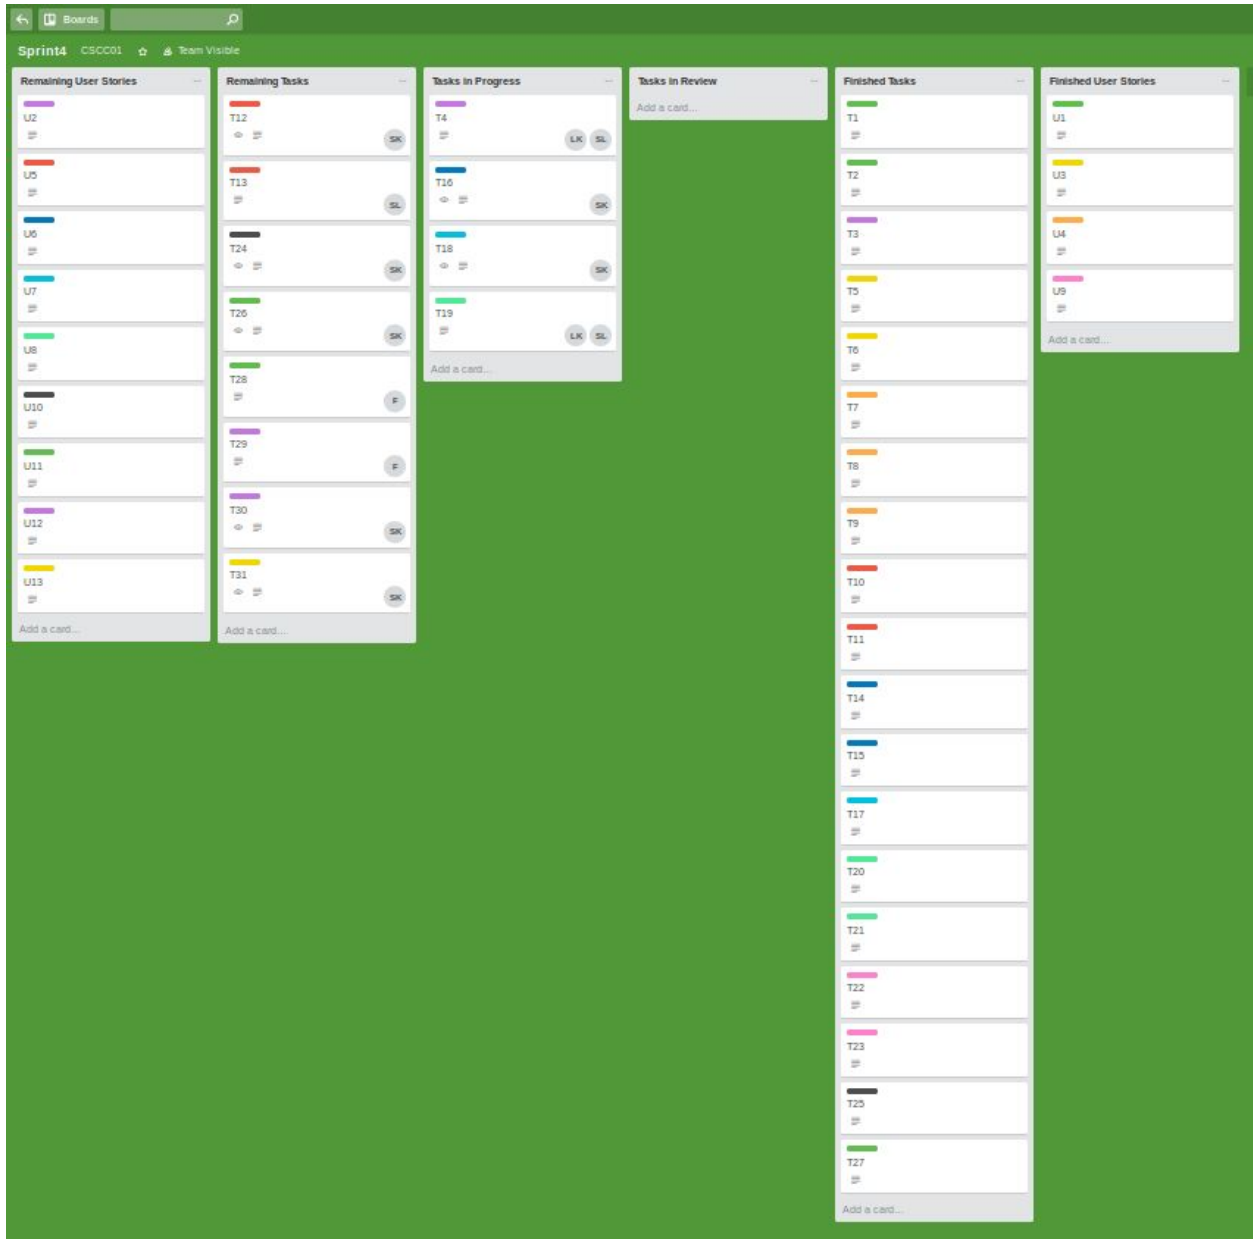 Boards
Sprint4 CSCC01 Team Visible
Remaining User Stories
U2
U5
U6
U7
U8
U10
U11
U12
U13
Add a card...
Remaining Tasks
T12
SK
T13
SL
T24
SK
T26
SK
T28
F
T29
F
T30
SK
T31
SK
Add a card...
Tasks in Progress
T4
LK SL
T16
SK
T18
SK
T19
LK SL
Add a card...
Tasks in Review
Add a card...
Finished Tasks
T1
T2
T3
T5
T6
T7
T8
T9
T10
T11
T14
T15
T17
T20
T21
T22
T23
T25
T27
Add a card...
Finished User Stories
U1
U3
U4
U9
Add a card...